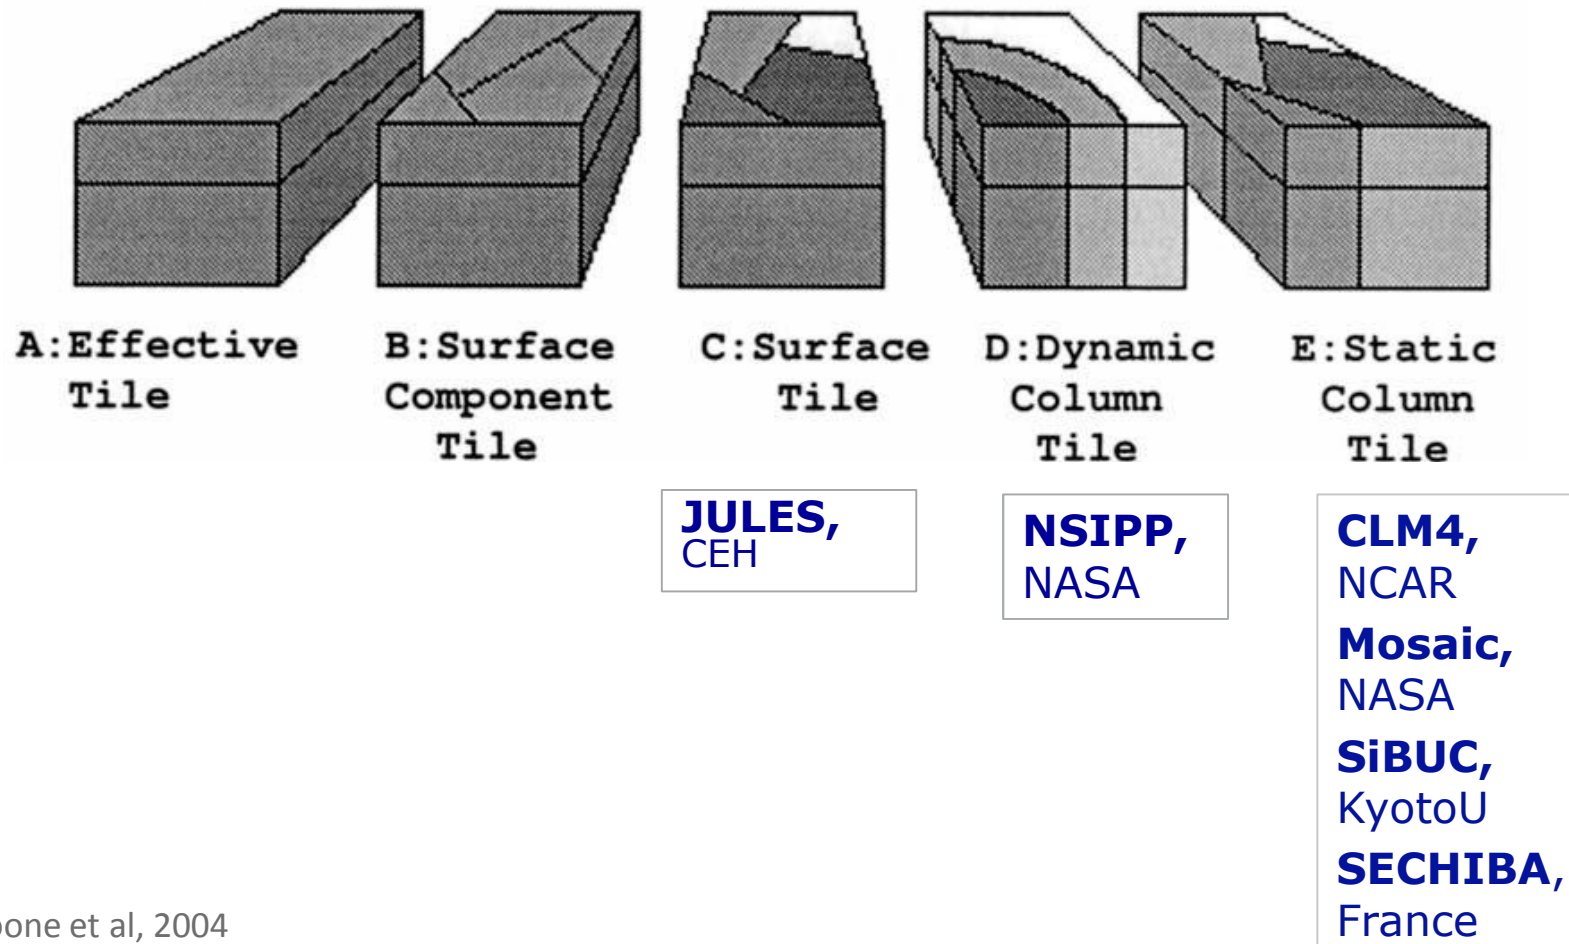 A:Effective
Tile
B:Surface
Component
Tile
C:Surface
Tile
D:Dynamic
Column
Tile
E:Static
Column
Tile
JULES,
CEH
NSIPP,
NASA
CLM4,
NCAR
Mosaic,
NASA
SiBUC,
KyotoU
SECHIBA,
France
one et al, 2004